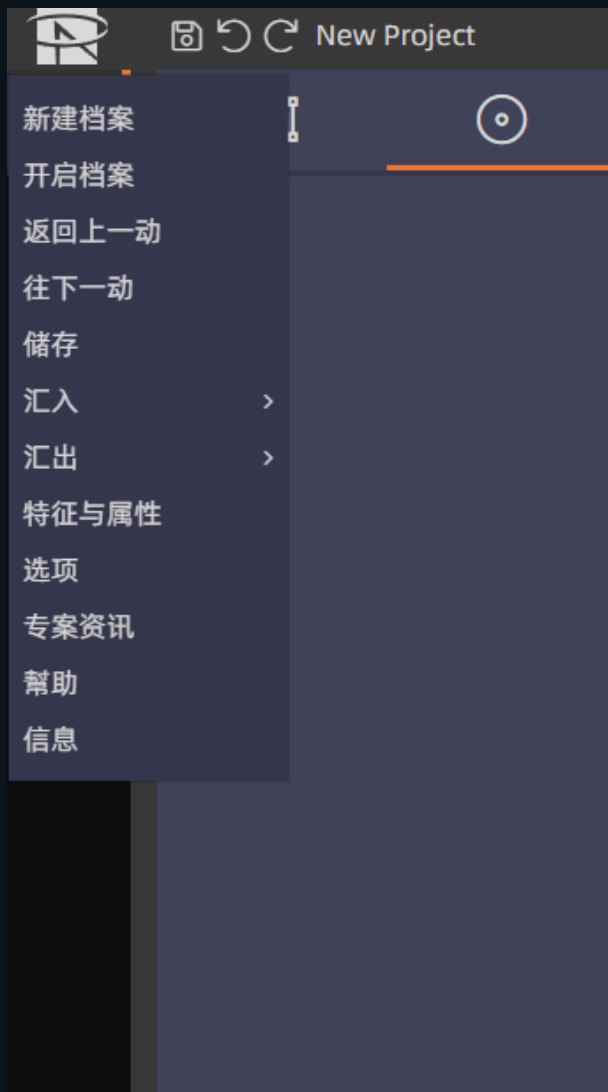 New Project
新建档案
开启档案
返回上一动
往下一动
储存
汇入
汇出
特征与属性
选项
专案资讯
幫助
信息